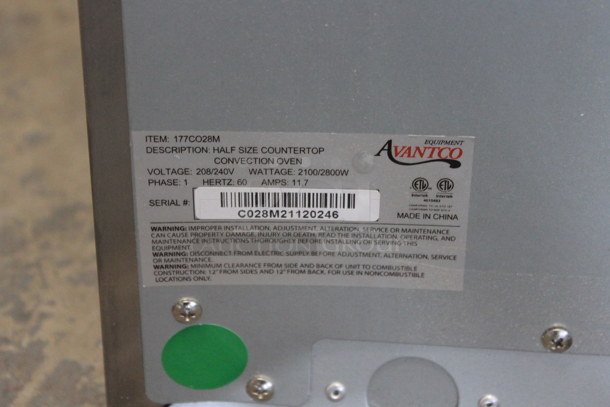 ITEM: 177CO28M
DESCRIPTION: HALF SIZE COUNTERTOP
CONVECTION OVEN
VOLTAGE: 208/240V WATTAGE: 2100/2800W
PHASE: 1 HERTZ: 60 AMPS: 11.7
SERIAL #:
C028M21120246
AVANTCO
EQUIPMENT
MADE IN CHINA
WARNING: IMPROPER INSTALLATION, ADJUSTMENT, ALTERATION, SERVICE OR MAINTENANCE
CAN CAUSE PROPERTY DAMAGE, INJURY OR DEATH. READ THE INSTALLATION, OPERATING, AND
MAINTENANCE INSTRUCTIONS THOROUGHLY BEFORE INSTALLING OR SERVICING THIS
EQUIPMENT.
WARNING: DISCONNECT FROM ELECTRIC SUPPLY BEFORE ADJUSTMENT, ALTERNATION, SERVICE
OR MAINTENANCE.
WARNING: MINIMUM CLEARANCE FROM SIDE AND BACK OF UNIT TO COMBUSTIBLE
CONSTRUCTION: 12" FROM SIDES AND 12" FROM BACK. FOR USE IN NONCOMBUSTIBLE
LOCATIONS ONLY.